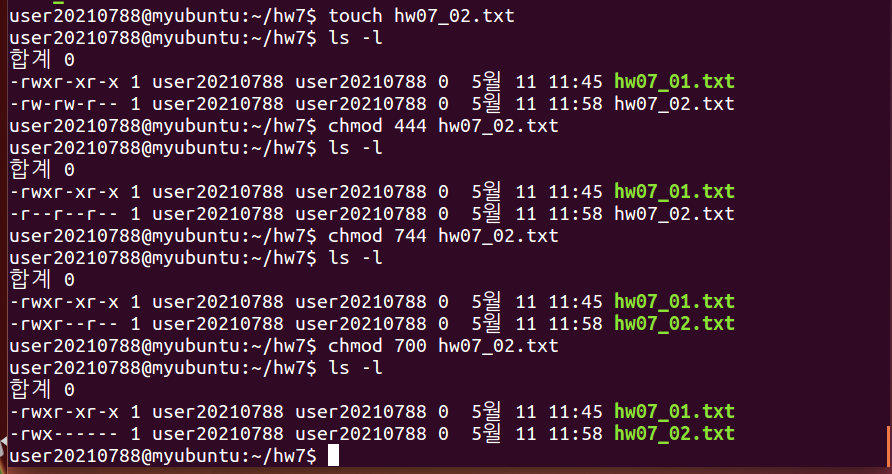 user20210788@myubuntu:~/hw7$ touch hw07_02.txt
user20210788@myubuntu:~/hw7$ ls -l
합계 0
-rwxr-xr-x 1 user20210788 user20210788 0  5월 11 11:45 hw07_01.txt
-rw-rw-r-- 1 user20210788 user20210788 0  5월 11 11:58 hw07_02.txt
user20210788@myubuntu:~/hw7$ chmod 444 hw07_02.txt
user20210788@myubuntu:~/hw7$ ls -l
합계 0
-rwxr-xr-x 1 user20210788 user20210788 0  5월 11 11:45 hw07_01.txt
-r--r--r-- 1 user20210788 user20210788 0  5월 11 11:58 hw07_02.txt
user20210788@myubuntu:~/hw7$ chmod 744 hw07_02.txt
user20210788@myubuntu:~/hw7$ ls -l
합계 0
-rwxr-xr-x 1 user20210788 user20210788 0  5월 11 11:45 hw07_01.txt
-rwxr--r-- 1 user20210788 user20210788 0  5월 11 11:58 hw07_02.txt
user20210788@myubuntu:~/hw7$ chmod 700 hw07_02.txt
user20210788@myubuntu:~/hw7$ ls -l
합계 0
-rwxr-xr-x 1 user20210788 user20210788 0  5월 11 11:45 hw07_01.txt
-rwx------ 1 user20210788 user20210788 0  5월 11 11:58 hw07_02.txt
user20210788@myubuntu:~/hw7$